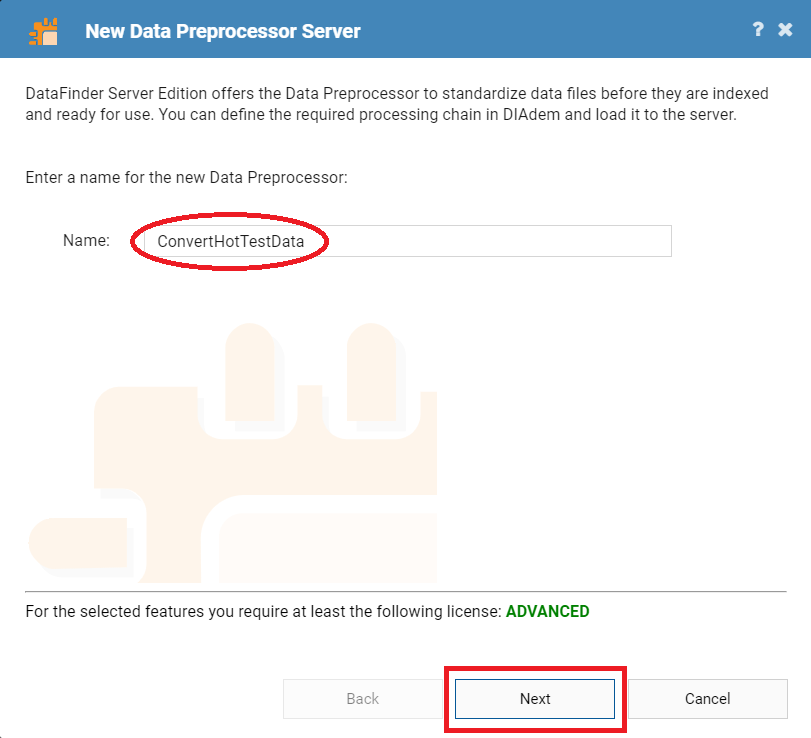 New Data Preprocessor Server
?
DataFinder Server Edition offers the Data Preprocessor to standardize data files before they are indexed
and ready for use. You can define the required processing chain in DIAdem and load it to the server.
Enter a name for the new Data Preprocessor:
Name: ConvertHotTestData
For the selected features you require at least the following license: ADVANCED
Back Next Cancel